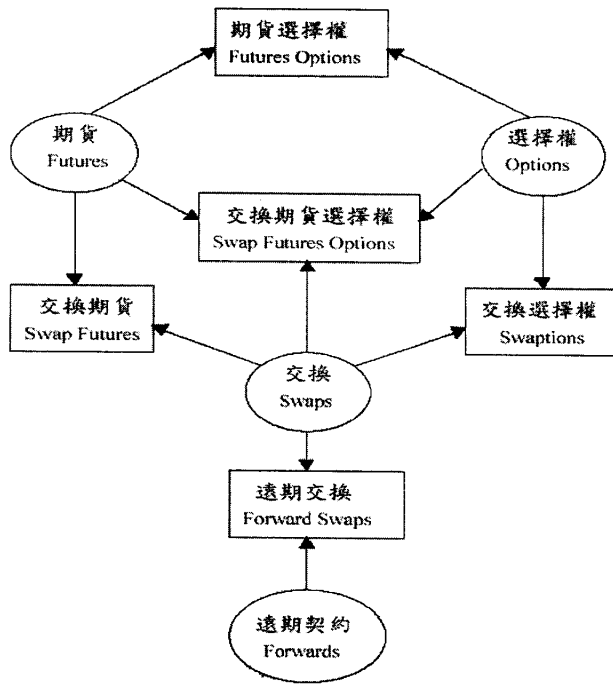 期貨選擇權
Futures Options
期貨
Futures
選擇權
Options
交換期貨選擇權
Swap Futures Options
交換期貨
Swap Futures
交換選擇權
Swaptions
交換
Swaps
遠期交換
Forward Swaps
遠期契約
Forwards